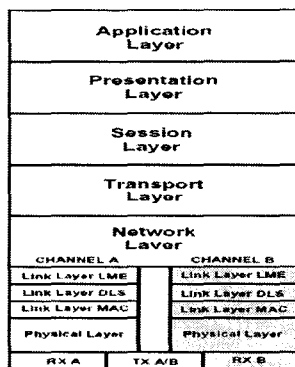 Application
Layer
Presentation
Layer
Session
Layer
Transport
Layer
Network
Layer
CHANNEL A CHANNEL B
Link Layer LME Link Layer LME
Link Layer DLS Link Layer DLS
Link Layer MAC Link Layer MAC
Physical Layer Physical Layer
RX A TX A/B RX B